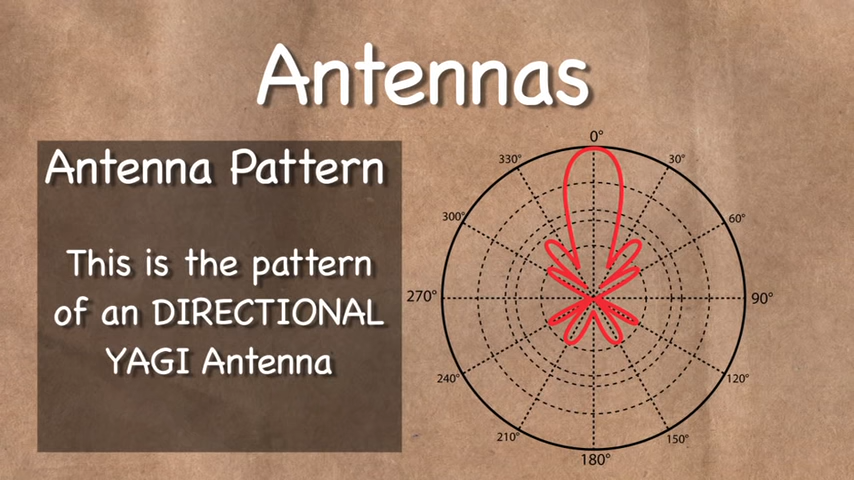 Antennas
Antenna Pattern
This is the pattern
of an DIRECTIONAL
YAGI Antenna
0°
330°
30°
300°
60°
270°
90°
240°
120°
210°
150°
180°